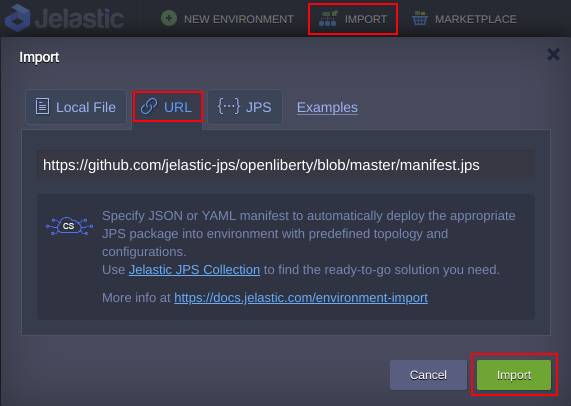 Jelastic NEW ENVIRONMENT IMPORT MARKETPLACE
Import
Local File URL {···} JPS Examples
https://github.com/jelastic-jps/openliberty/blob/master/manifest.jps
Specify JSON or YAML manifest to automatically deploy the appropriate
CS
JPS package into environment with predefined topology and
configurations.
Use Jelastic JPS Collection to find the ready-to-go solution you need.
More info at https://docs.jelastic.com/environment-import
Cancel Import